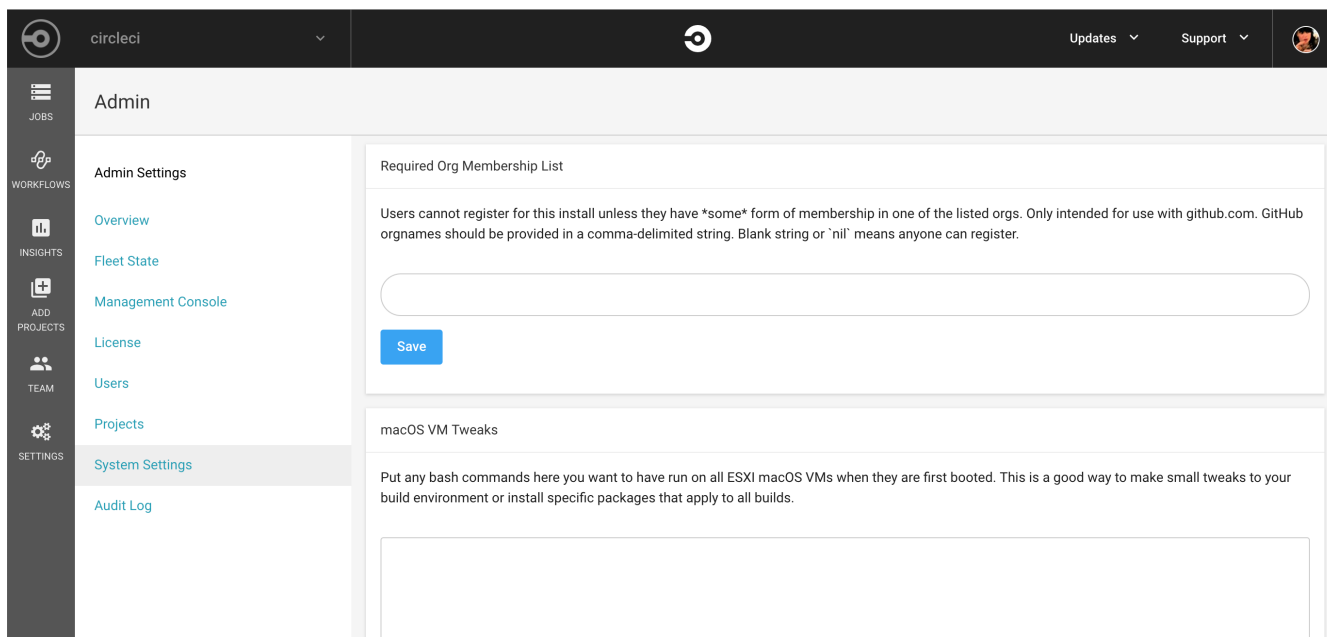 circleci
Updates
Support
JOBS
WORKFLOWS
INSIGHTS
ADD
PROJECTS
TEAM
SETTINGS
Admin
Admin Settings
Overview
Fleet State
Management Console
License
Users
Projects
System Settings
Audit Log
Required Org Membership List
Users cannot register for this install unless they have *some* form of membership in one of the listed orgs. Only intended for use with github.com. GitHub
orgnames should be provided in a comma-delimited string. Blank string or `nil` means anyone can register.
Save
macOS VM Tweaks
Put any bash commands here you want to have run on all ESXI macOS VMs when they are first booted. This is a good way to make small tweaks to your
build environment or install specific packages that apply to all builds.